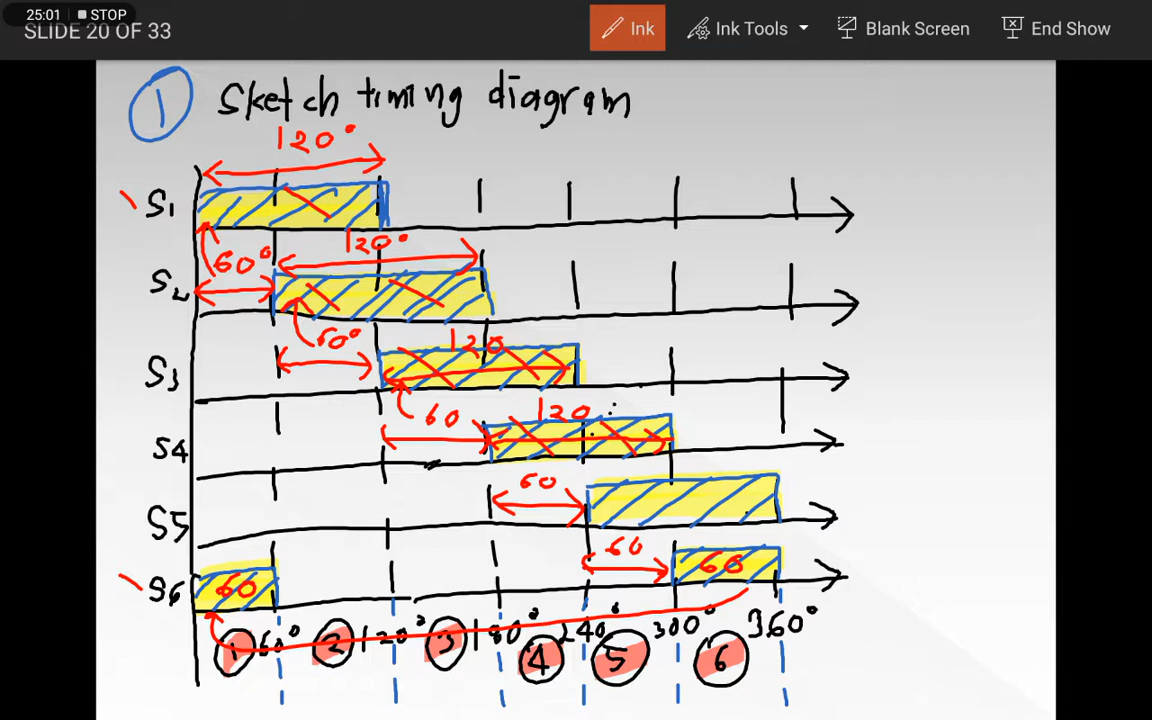 25:01 STOP
SLIDE 20 OF 33
Ink
Ink Tools
Blank Screen
End Show
1 Sketch timing diagram
120°
S1
60° 120°
S2
60° 120
S3
60 120
S4
60
S5
60
S6 60 60
60° 120° 180° 240° 300° 360°
1 2 3 4 5 6